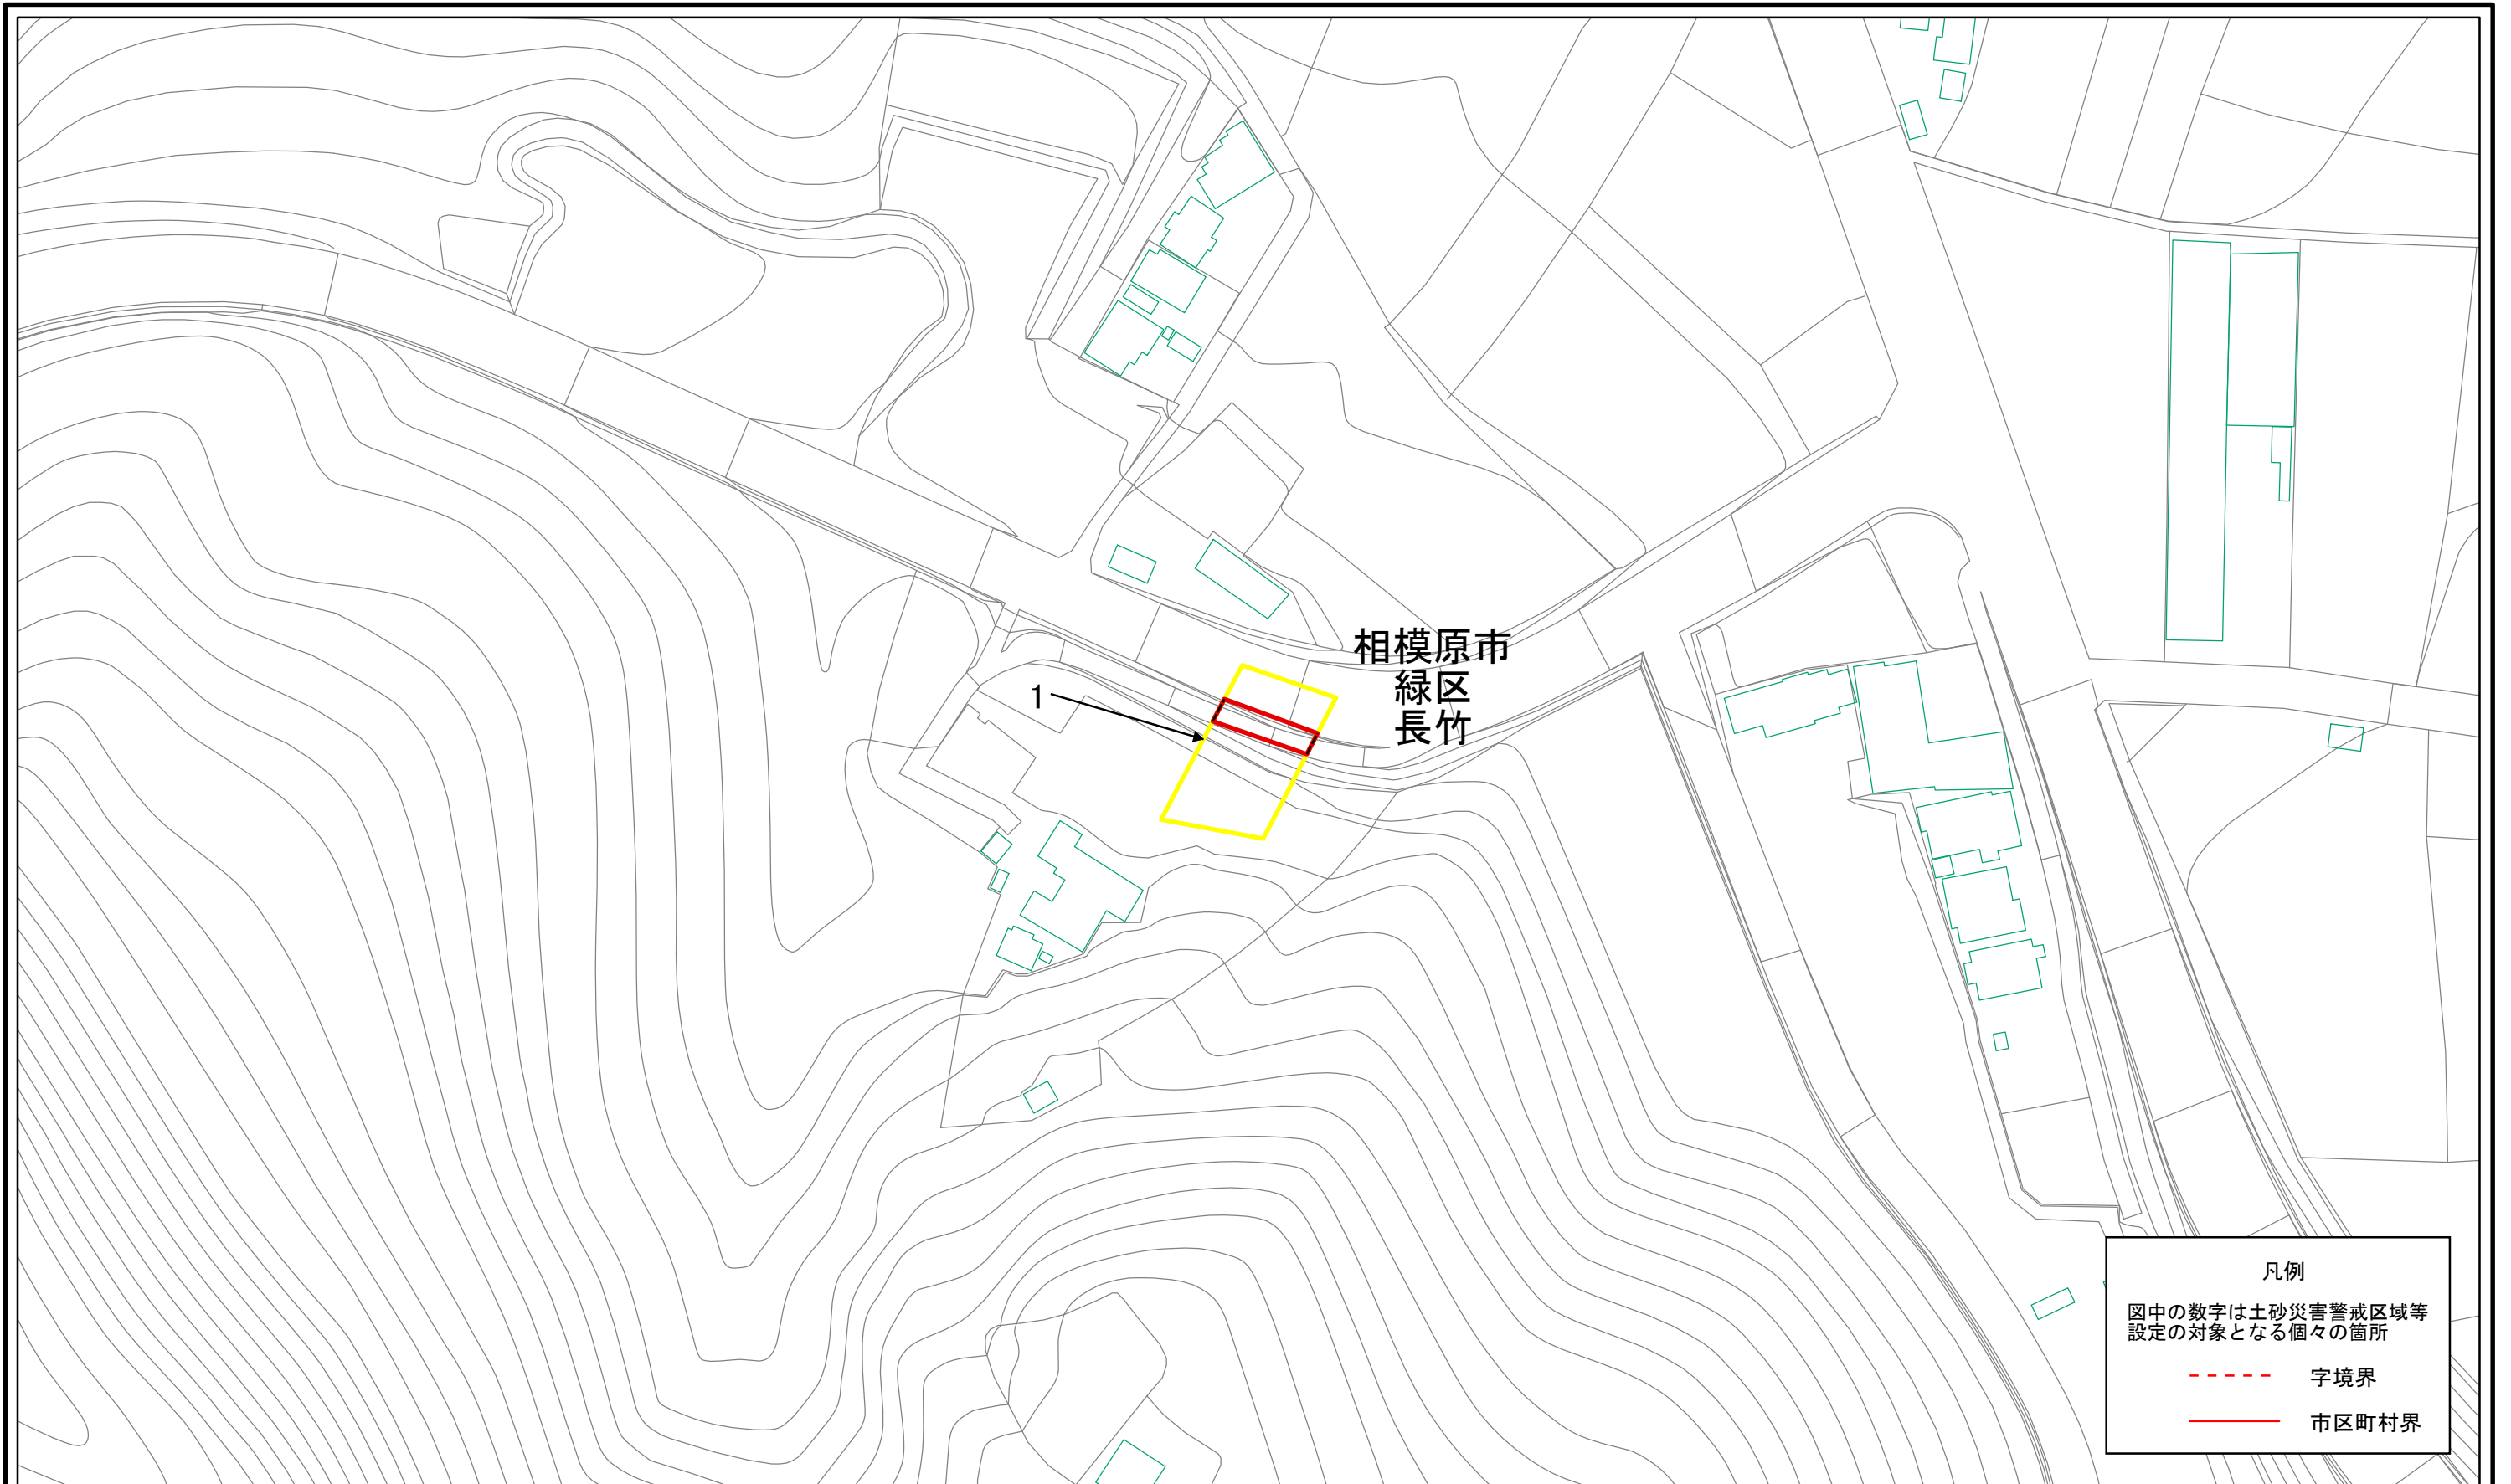 相模原市
緑区
長竹
1
凡例
図中の数字は土砂災害警戒区域等
設定の対象となる個々の箇所
字境界
市区町村界